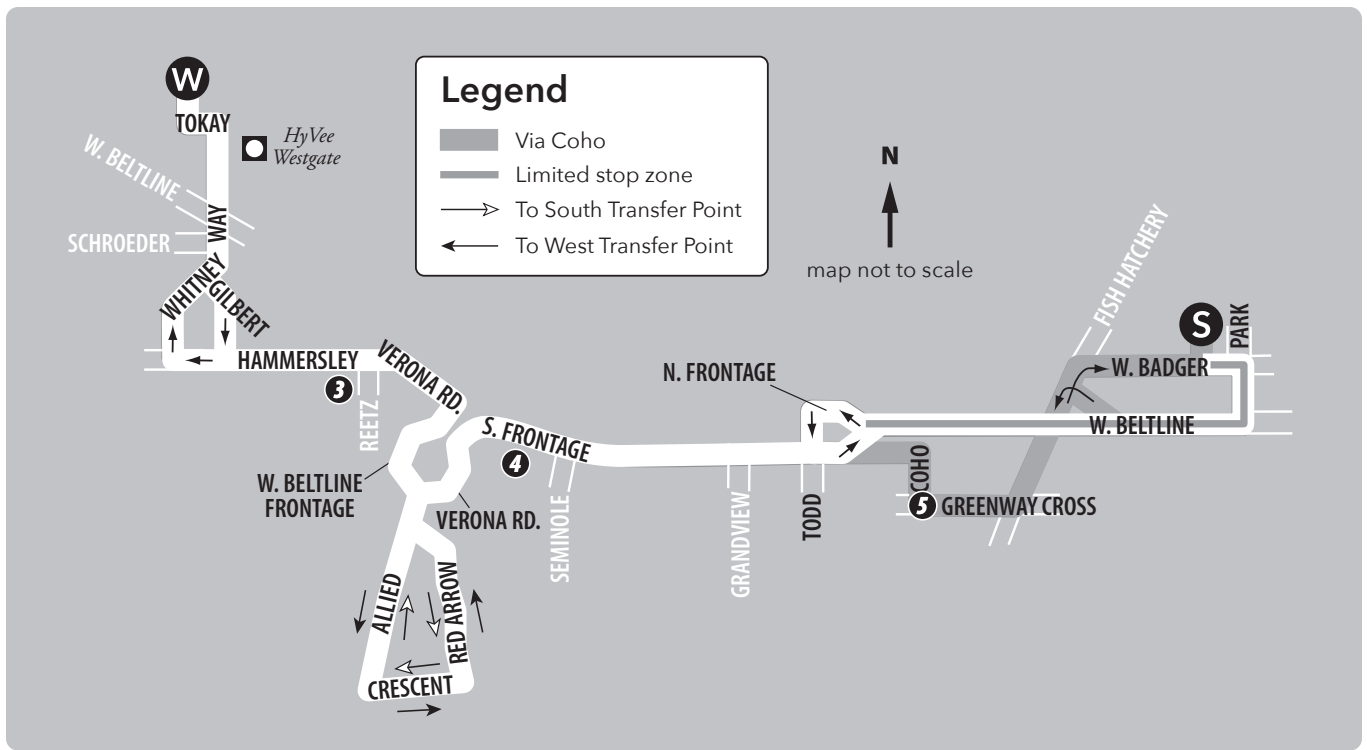 W
TOKAY
HyVee
Westgate
W. BELTLINE
WAY
SCHROEDER
WHITNEY
GILBERT
HAMMERSLEY
3
REETZ
VERONA RD.
Legend
Via Coho
Limited stop zone
To South Transfer Point
To West Transfer Point
N
map not to scale
FISH HATCHERY
S
PARK
W. BADGER
N. FRONTAGE
W. BELTLINE
S. FRONTAGE
4
W. BELTLINE
FRONTAGE
VERONA RD.
SEMINOLE
GRANDVIEW
TODD
COHO
5
GREENWAY CROSS
ALLIED
RED ARROW
CRESCENT